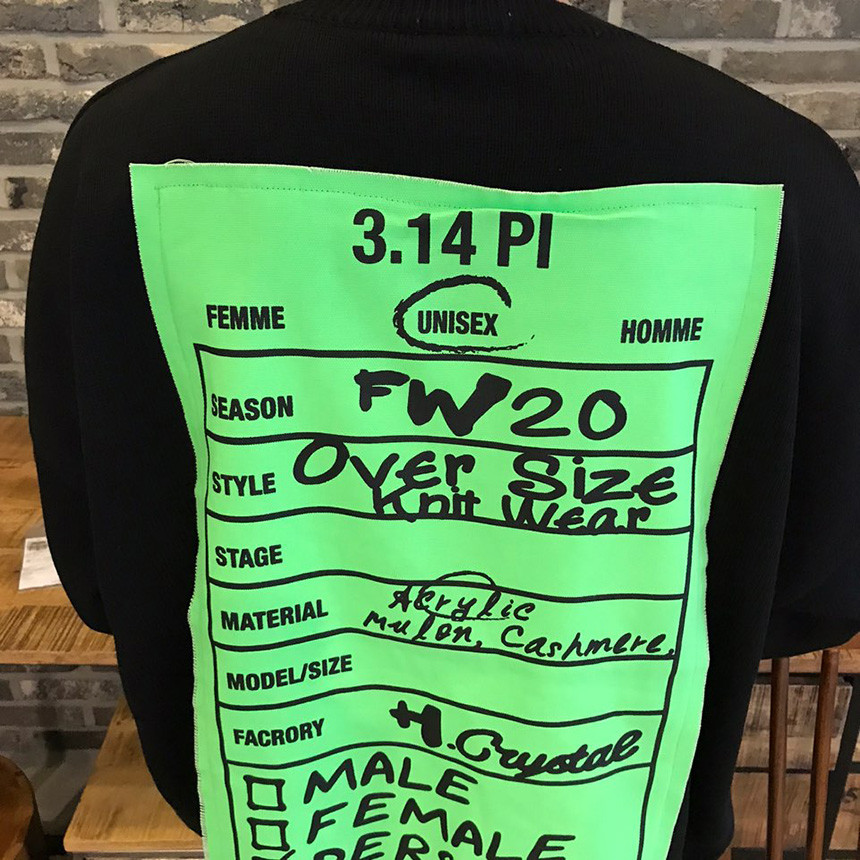 3.14 PI
FEMME UNISEX HOMME
SEASON FW20
STYLE Over Size
Knit Wear
STAGE
MATERIAL Acrylic
Mulen, Cashmere,
MODEL/SIZE
FACRORY H.Crystal
MALE
FEMALE